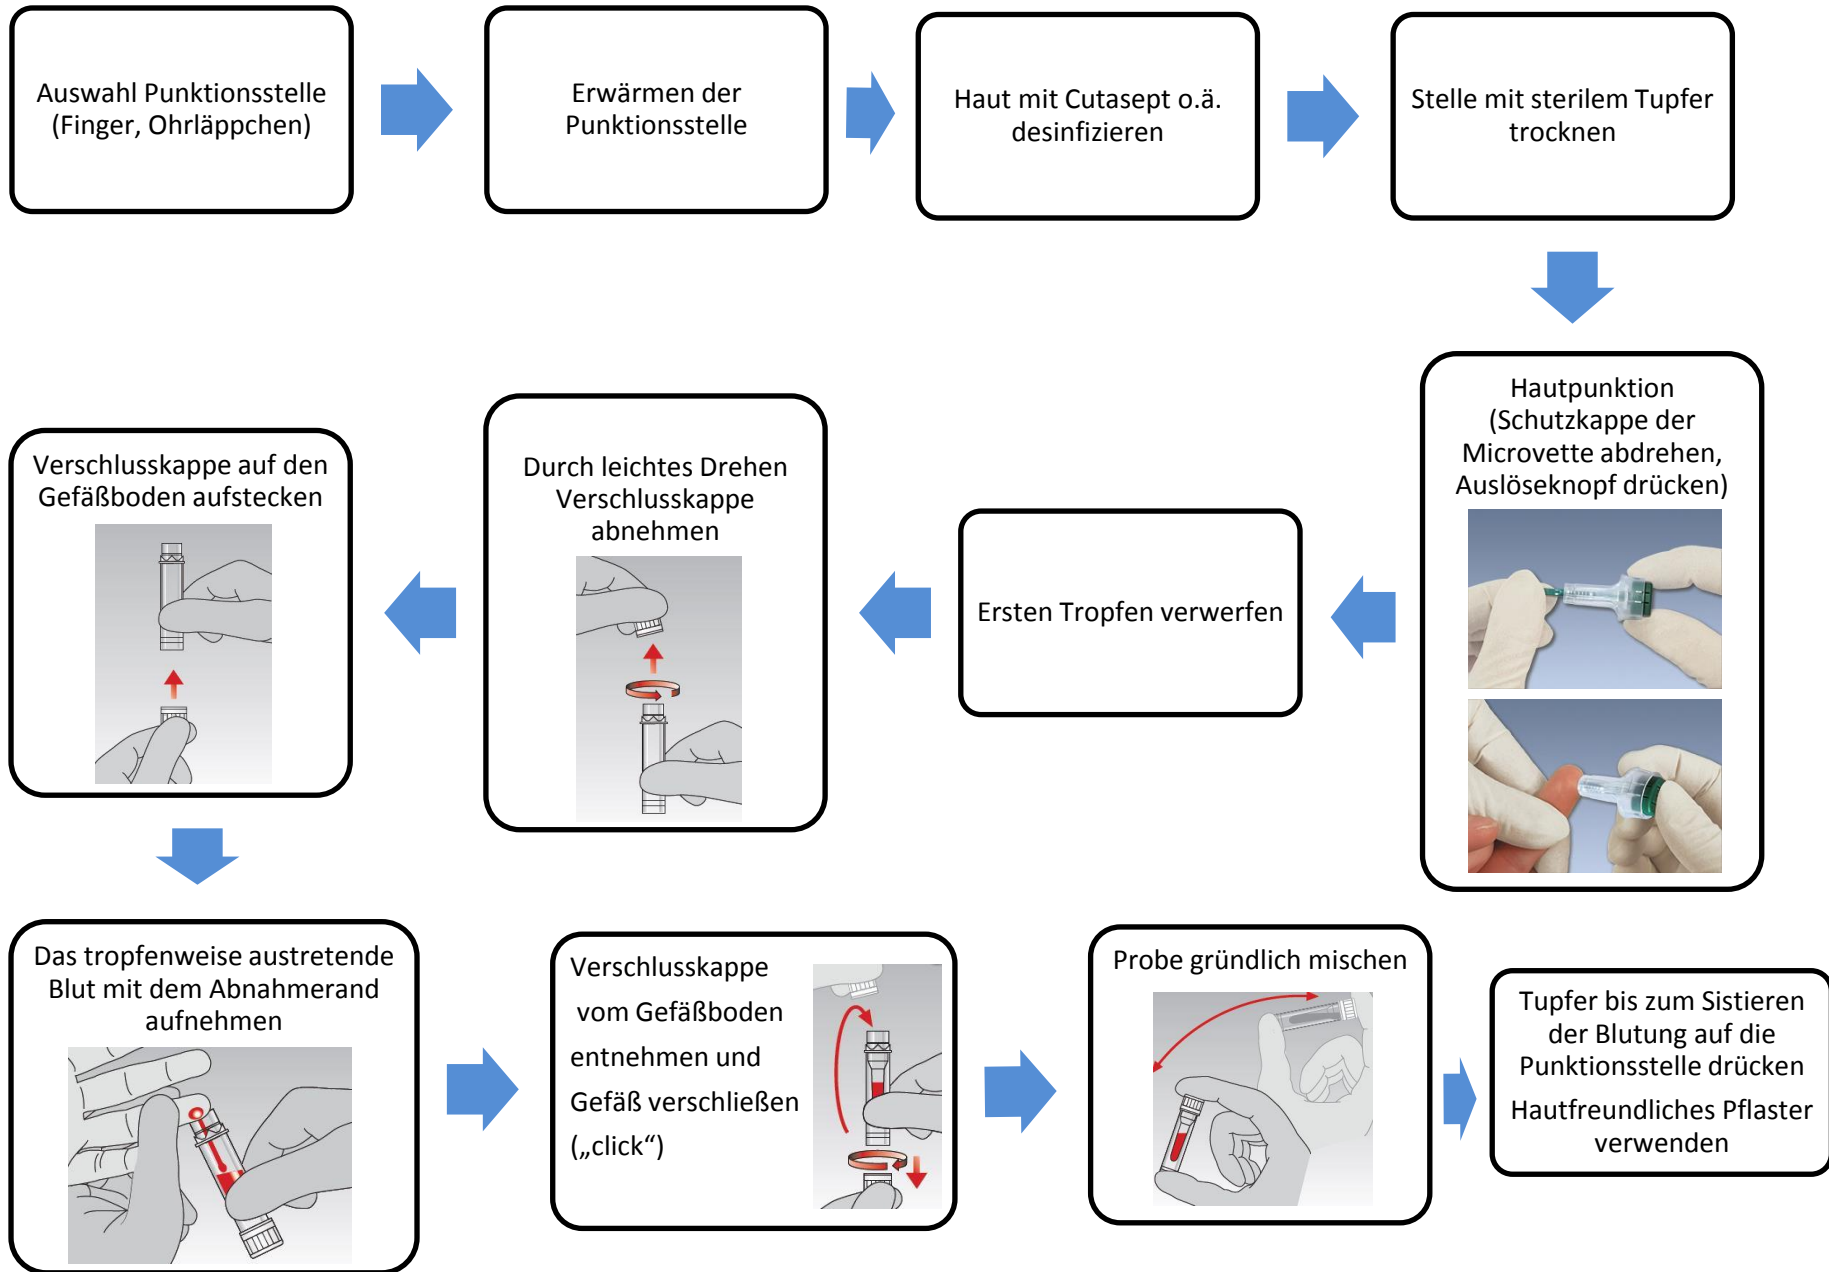 Auswahl Punktionsstelle
(Finger, Ohrläppchen)
Erwärmen der
Punktionsstelle
Haut mit Cutasept o.ä.
desinfizieren
Stelle mit sterilem Tupfer
trocknen
Hautpunktion
(Schutzkappe der
Microvette abdrehen,
Auslöseknopf drücken)
Ersten Tropfen verwerfen
Durch leichtes Drehen
Verschlusskappe
abnehmen
Verschlusskappe auf den
Gefäßboden aufstecken
Das tropfenweise austretende
Blut mit dem Abnahmerand
aufnehmen
Verschlusskappe
vom Gefäßboden
entnehmen und
Gefäß verschließen
(„click“)
Probe gründlich mischen
Tupfer bis zum Sistieren
der Blutung auf die
Punktionsstelle drücken
Hautfreundliches Pflaster
verwenden